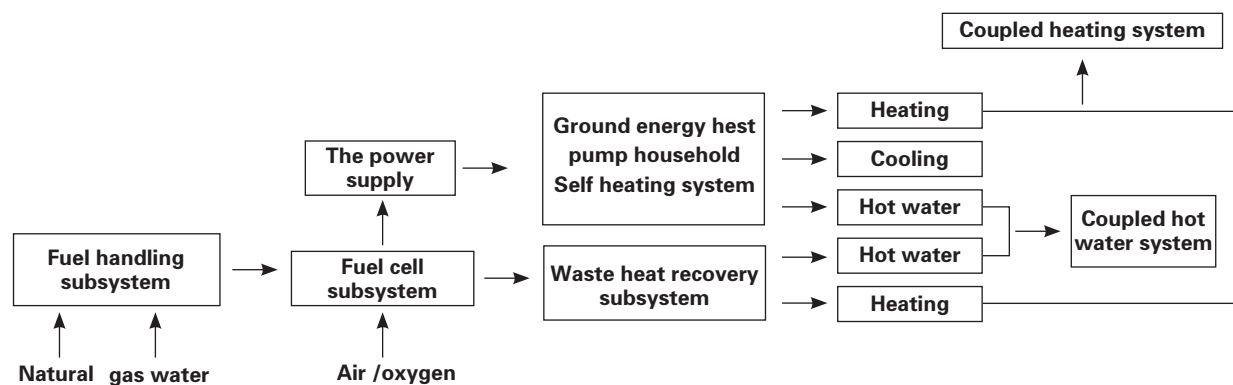 Coupled heating system
Heating
Ground energy hest
pump household
Self heating system
The power
supply
Cooling
Hot water
Coupled hot
water system
Fuel handling
subsystem
Fuel cell
subsystem
Waste heat recovery
subsystem
Hot water
Heating
Natural
gas water
Air /oxygen